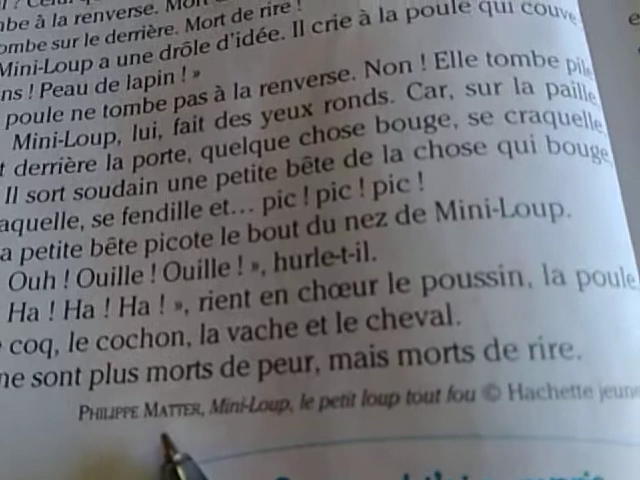 be à la renverse.
ombe sur le derrière. Mort de rire !
Mini-Loup a une drôle d'idée. Il crie à la poule qui couve
ns ! Peau de lapin ! »
poule ne tombe pas à la renverse. Non ! Elle tombe pile
Mini-Loup, lui, fait des yeux ronds. Car, sur la paille
t derrière la porte, quelque chose bouge, se craquelle,
Il sort soudain une petite bête de la chose qui bouge
aquelle, se fendille et... pic ! pic ! pic !
a petite bête picote le bout du nez de Mini-Loup.
Ouh ! Ouille ! Ouille ! », hurle-t-il.
Ha ! Ha ! Ha ! », rient en chœur le poussin, la poule
coq, le cochon, la vache et le cheval.
ne sont plus morts de peur, mais morts de rire.
PHILIPPE MATTER, Mini-Loup, le petit loup tout fou © Hachette jeune